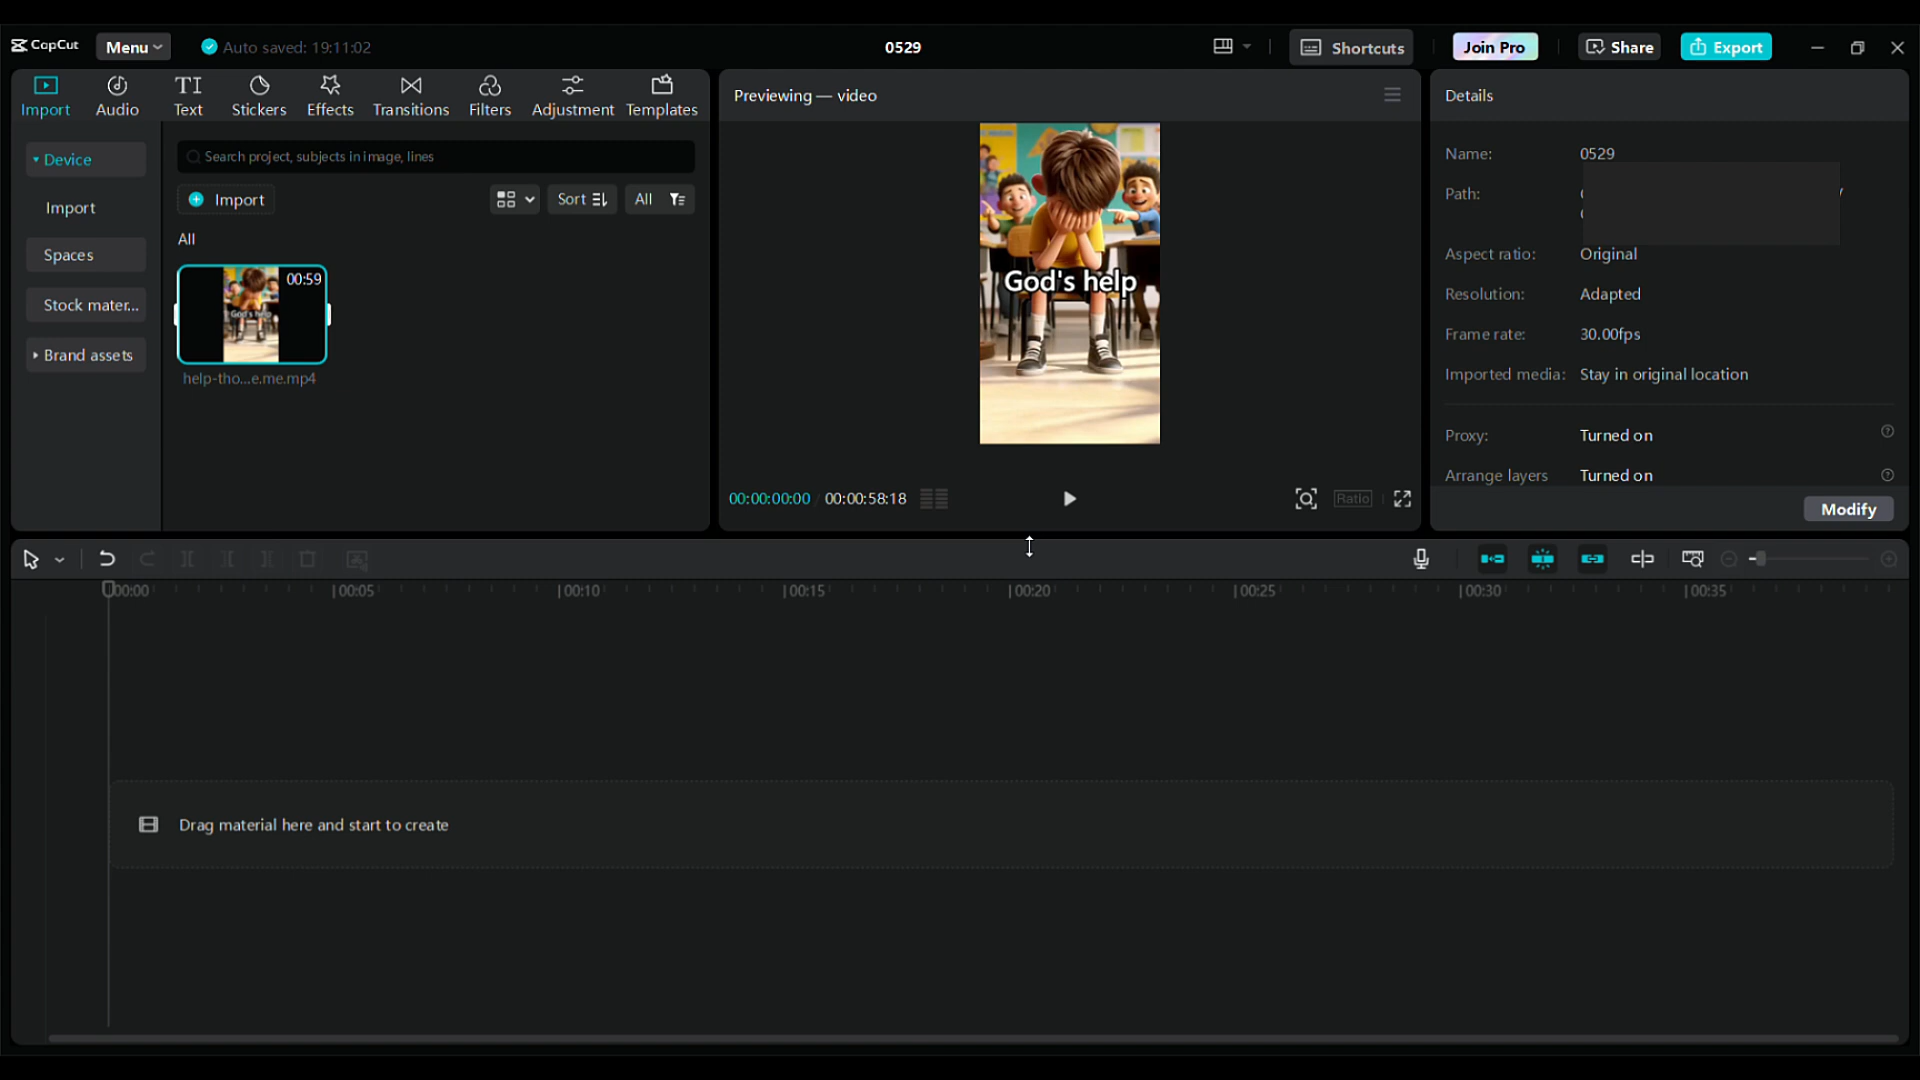 CapCut
Menu
Auto saved: 19:11:02
0529
Shortcuts
Join Pro
Share
Export
Import
Audio
Text
Stickers
Effects
Transitions
Filters
Adjustment
Templates
Device
Import
Spaces
Stock mater...
Brand assets
Search project, subjects in image, lines
Import
Sort
All
All
00:59
God's help
help-tho...e.me.mp4
Previewing — video
God's help
00:00:00:00 / 00:00:58:18
Ratio
Details
Name: 0529
Path:
Aspect ratio: Original
Resolution: Adapted
Frame rate: 30.00fps
Imported media: Stay in original location
Proxy: Turned on
Arrange layers Turned on
Modify
00:00
00:05
00:10
00:15
00:20
00:25
00:30
00:35
Drag material here and start to create